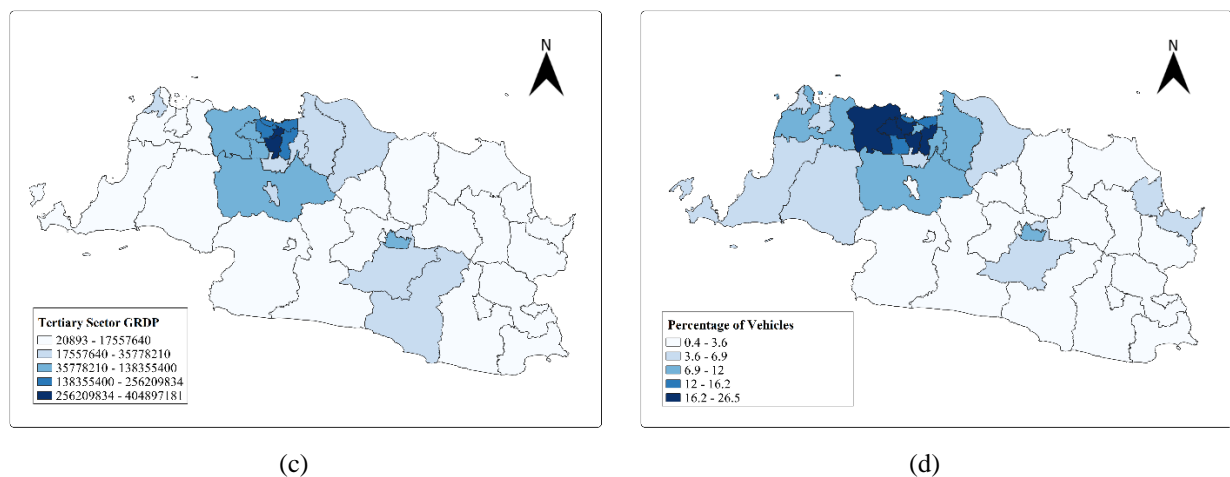 N
Tertiary Sector GRDP
20893 - 17557640
17557640 - 35778210
35778210 - 138355400
138355400 - 256209834
256209834 - 404897181
(c)
N
Percentage of Vehicles
0.4 - 3.6
3.6 - 6.9
6.9 - 12
12 - 16.2
16.2 - 26.5
(d)